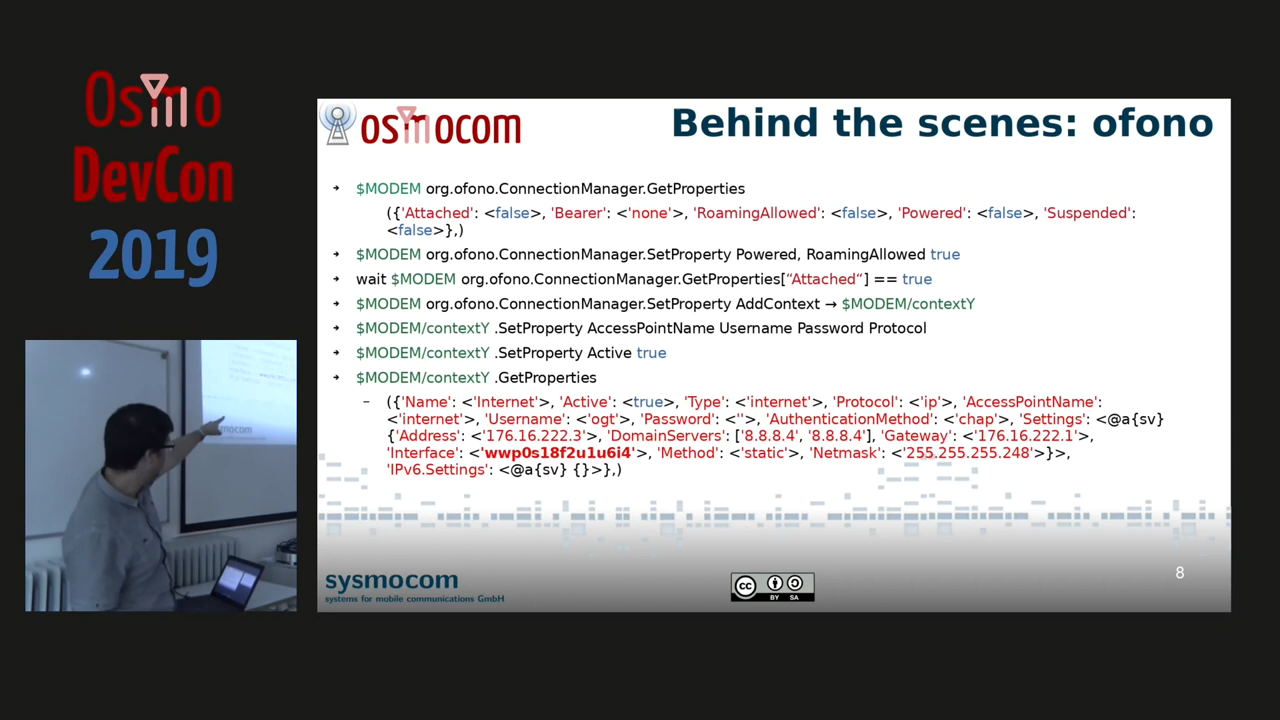 Osmo
DevCon
2019
osmocom
Behind the scenes: ofono
➔ $MODEM org.ofono.ConnectionManager.GetProperties
({'Attached': <false>, 'Bearer': <'none'>, 'RoamingAllowed': <false>, 'Powered': <false>, 'Suspended':
<false>},)
➔ $MODEM org.ofono.ConnectionManager.SetProperty Powered, RoamingAllowed true
➔ wait $MODEM org.ofono.ConnectionManager.GetProperties[“Attached“] == true
➔ $MODEM org.ofono.ConnectionManager.SetProperty AddContext → $MODEM/contextY
➔ $MODEM/contextY .SetProperty AccessPointName Username Password Protocol
➔ $MODEM/contextY .SetProperty Active true
➔ $MODEM/contextY .GetProperties
– ({'Name': <'Internet'>, 'Active': <true>, 'Type': <'internet'>, 'Protocol': <'ip'>, 'AccessPointName':
<'internet'>, 'Username': <'ogt'>, 'Password': <''>, 'AuthenticationMethod': <'chap'>, 'Settings': <@a{sv}
{'Address': <'176.16.222.3'>, 'DomainServers': ['8.8.8.4', '8.8.8.4'], 'Gateway': <'176.16.222.1'>,
'Interface': <'wwp0s18f2u1u6i4'>, 'Method': <'static'>, 'Netmask': <'255.255.255.248'>}>,
'IPv6.Settings': <@a{sv} {}>},)
sysmocom
systems for mobile communications GmbH
cc
BY SA
8